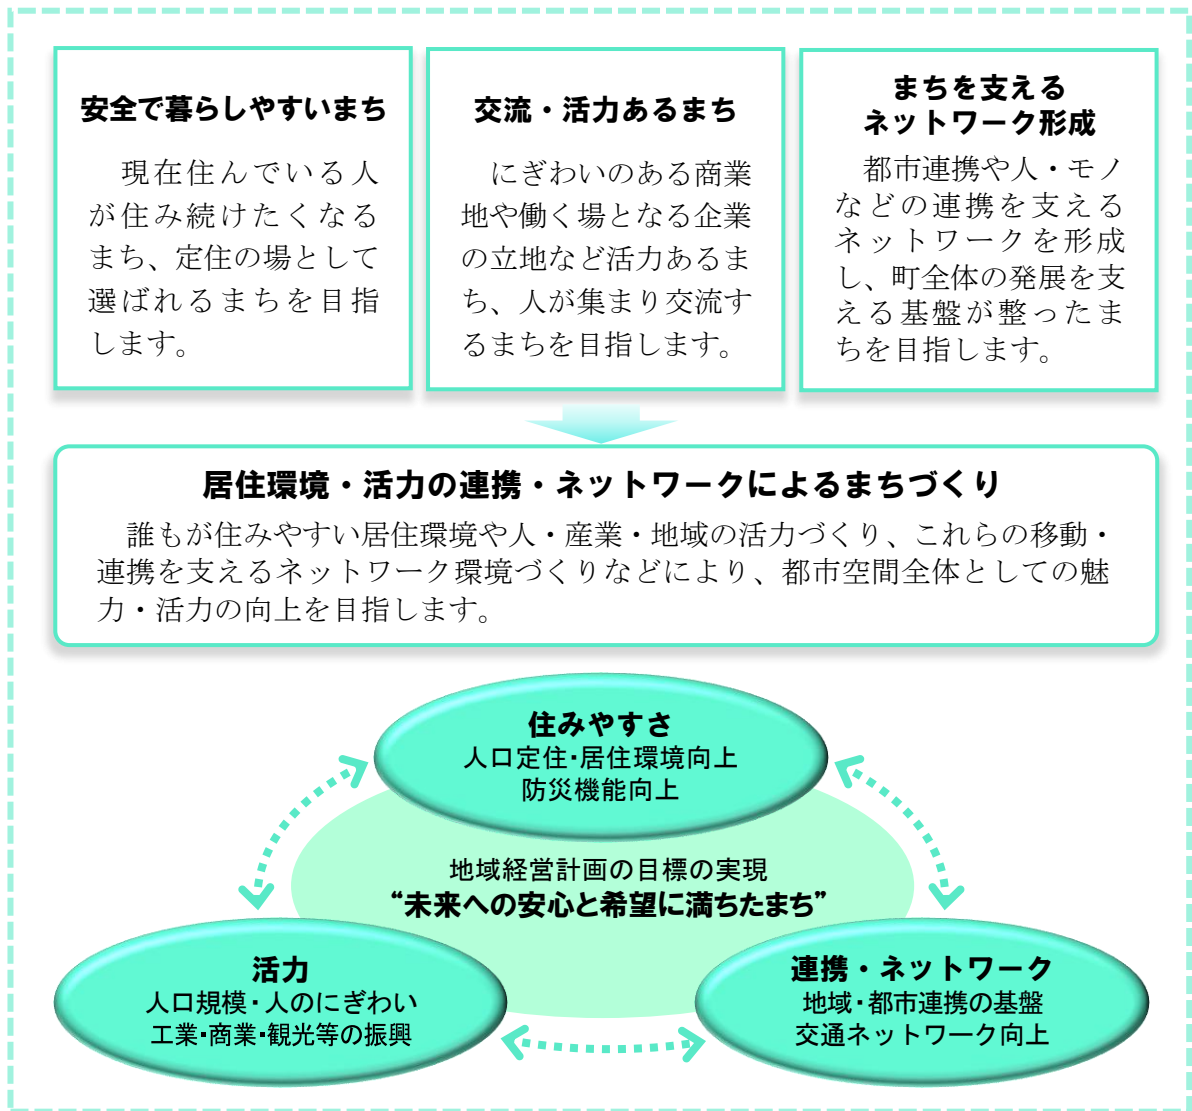 安全で暮らしやすいまち
現在住んでいる人
が住み続けたくなる
まち、定住の場として
選ばれるまちを目指
します。
交流・活力あるまち
にぎわいのある商業
地や働く場となる企業
の立地など活力あるま
ち、人が集まり交流す
るまちを目指します。
まちを支える
ネットワーク形成
都市連携や人・モノ
などの連携を支える
ネットワークを形成
し、町全体の発展を支
える基盤が整ったま
ちを目指します。
居住環境・活力の連携・ネットワークによるまちづくり
誰もが住みやすい居住環境や人・産業・地域の活力づくり、これらの移動・
連携を支えるネットワーク環境づくりなどにより、都市空間全体としての魅
力・活力の向上を目指します。
住みやすさ
人口定住・居住環境向上
防災機能向上
地域経営計画の目標の実現
“未来への安心と希望に満ちたまち”
活力
人口規模・人のにぎわい
工業・商業・観光等の振興
連携・ネットワーク
地域・都市連携の基盤
交通ネットワーク向上